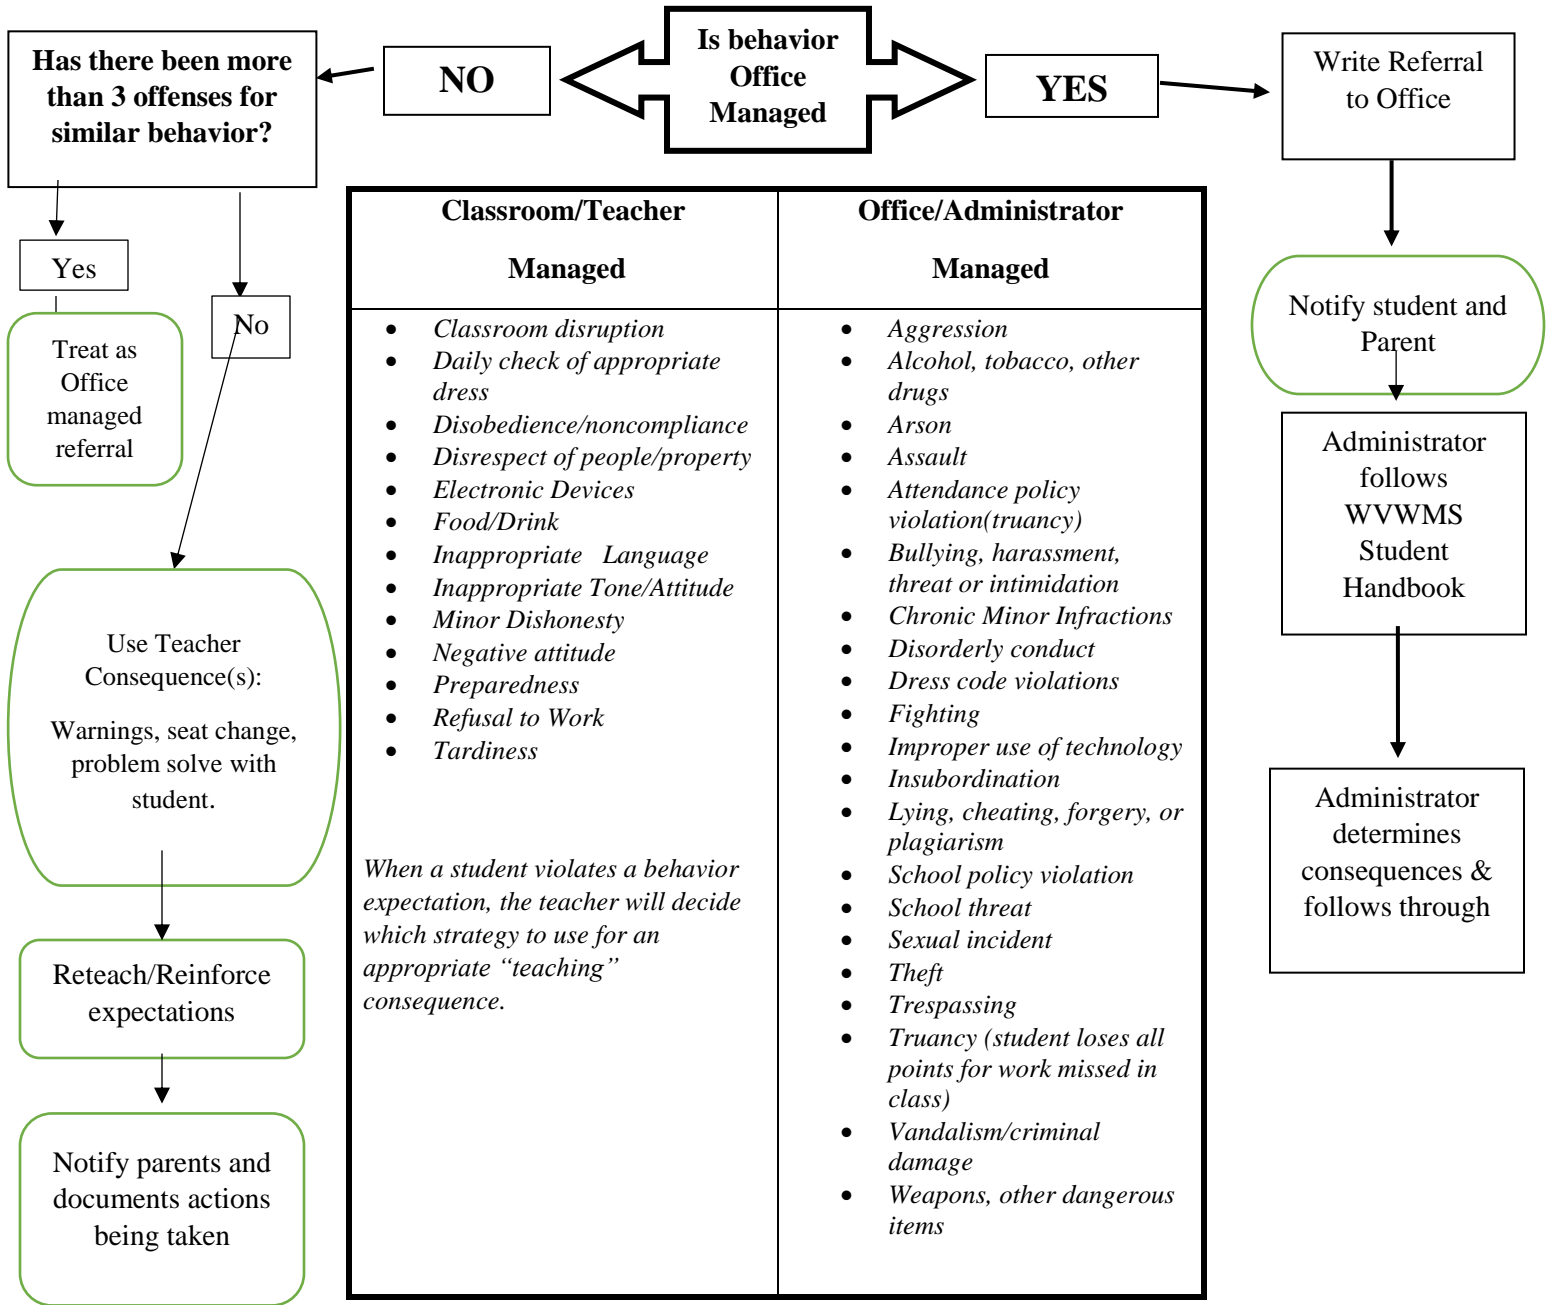 Is behavior
Office
Managed
NO
YES
Has there been more
than 3 offenses for
similar behavior?
Yes
No
Treat as
Office
managed
referral
Use Teacher
Consequence(s):
Warnings, seat change,
problem solve with
student.
Reteach/Reinforce
expectations
Notify parents and
documents actions
being taken
Classroom/Teacher
Managed
• Classroom disruption
• Daily check of appropriate
dress
• Disobedience/noncompliance
• Disrespect of people/property
• Electronic Devices
• Food/Drink
• Inappropriate Language
• Inappropriate Tone/Attitude
• Minor Dishonesty
• Negative attitude
• Preparedness
• Refusal to Work
• Tardiness
When a student violates a behavior
expectation, the teacher will decide
which strategy to use for an
appropriate “teaching”
consequence.
Office/Administrator
Managed
• Aggression
• Alcohol, tobacco, other
drugs
• Arson
• Assault
• Attendance policy
violation(truancy)
• Bullying, harassment,
threat or intimidation
• Chronic Minor Infractions
• Disorderly conduct
• Dress code violations
• Fighting
• Improper use of technology
• Insubordination
• Lying, cheating, forgery, or
plagiarism
• School policy violation
• School threat
• Sexual incident
• Theft
• Trespassing
• Truancy (student loses all
points for work missed in
class)
• Vandalism/criminal
damage
• Weapons, other dangerous
items
Write Referral
to Office
Notify student and
Parent
Administrator
follows
WVWMS
Student
Handbook
Administrator
determines
consequences &
follows through